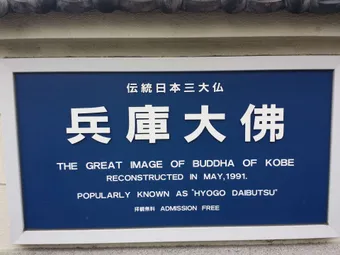 伝統日本三大仏
兵庫大佛
THE GREAT IMAGE OF BUDDHA OF KOBE
RECONSTRUCTED IN MAY,1991.
POPULARLY KNOWN AS "HYOGO DAIBUTSU"
拝観無料 ADMISSION FREE